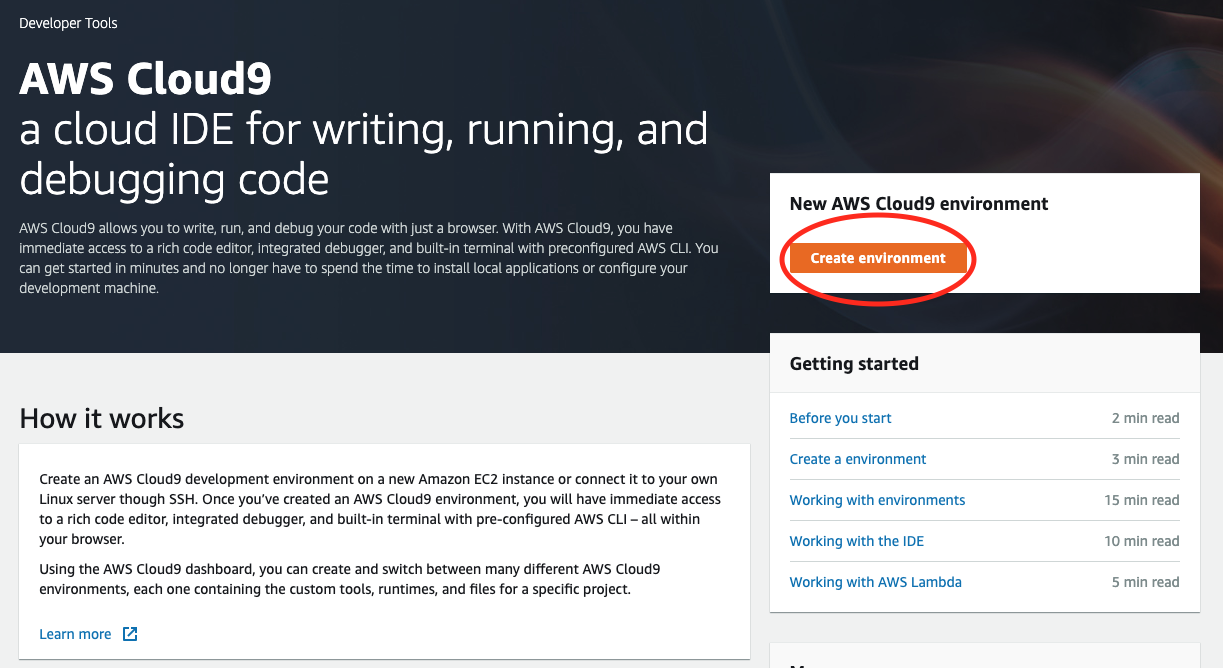 Developer Tools
AWS Cloud9
a cloud IDE for writing, running, and
debugging code
AWS Cloud9 allows you to write, run, and debug your code with just a browser. With AWS Cloud9, you have
immediate access to a rich code editor, integrated debugger, and built-in terminal with preconfigured AWS CLI. You
can get started in minutes and no longer have to spend the time to install local applications or configure your
development machine.
New AWS Cloud9 environment
Create environment
How it works
Create an AWS Cloud9 development environment on a new Amazon EC2 instance or connect it to your own
Linux server though SSH. Once you’ve created an AWS Cloud9 environment, you will have immediate access
to a rich code editor, integrated debugger, and built-in terminal with pre-configured AWS CLI – all within
your browser.
Using the AWS Cloud9 dashboard, you can create and switch between many different AWS Cloud9
environments, each one containing the custom tools, runtimes, and files for a specific project.
Learn more
Getting started
Before you start 2 min read
Create a environment 3 min read
Working with environments 15 min read
Working with the IDE 10 min read
Working with AWS Lambda 5 min read